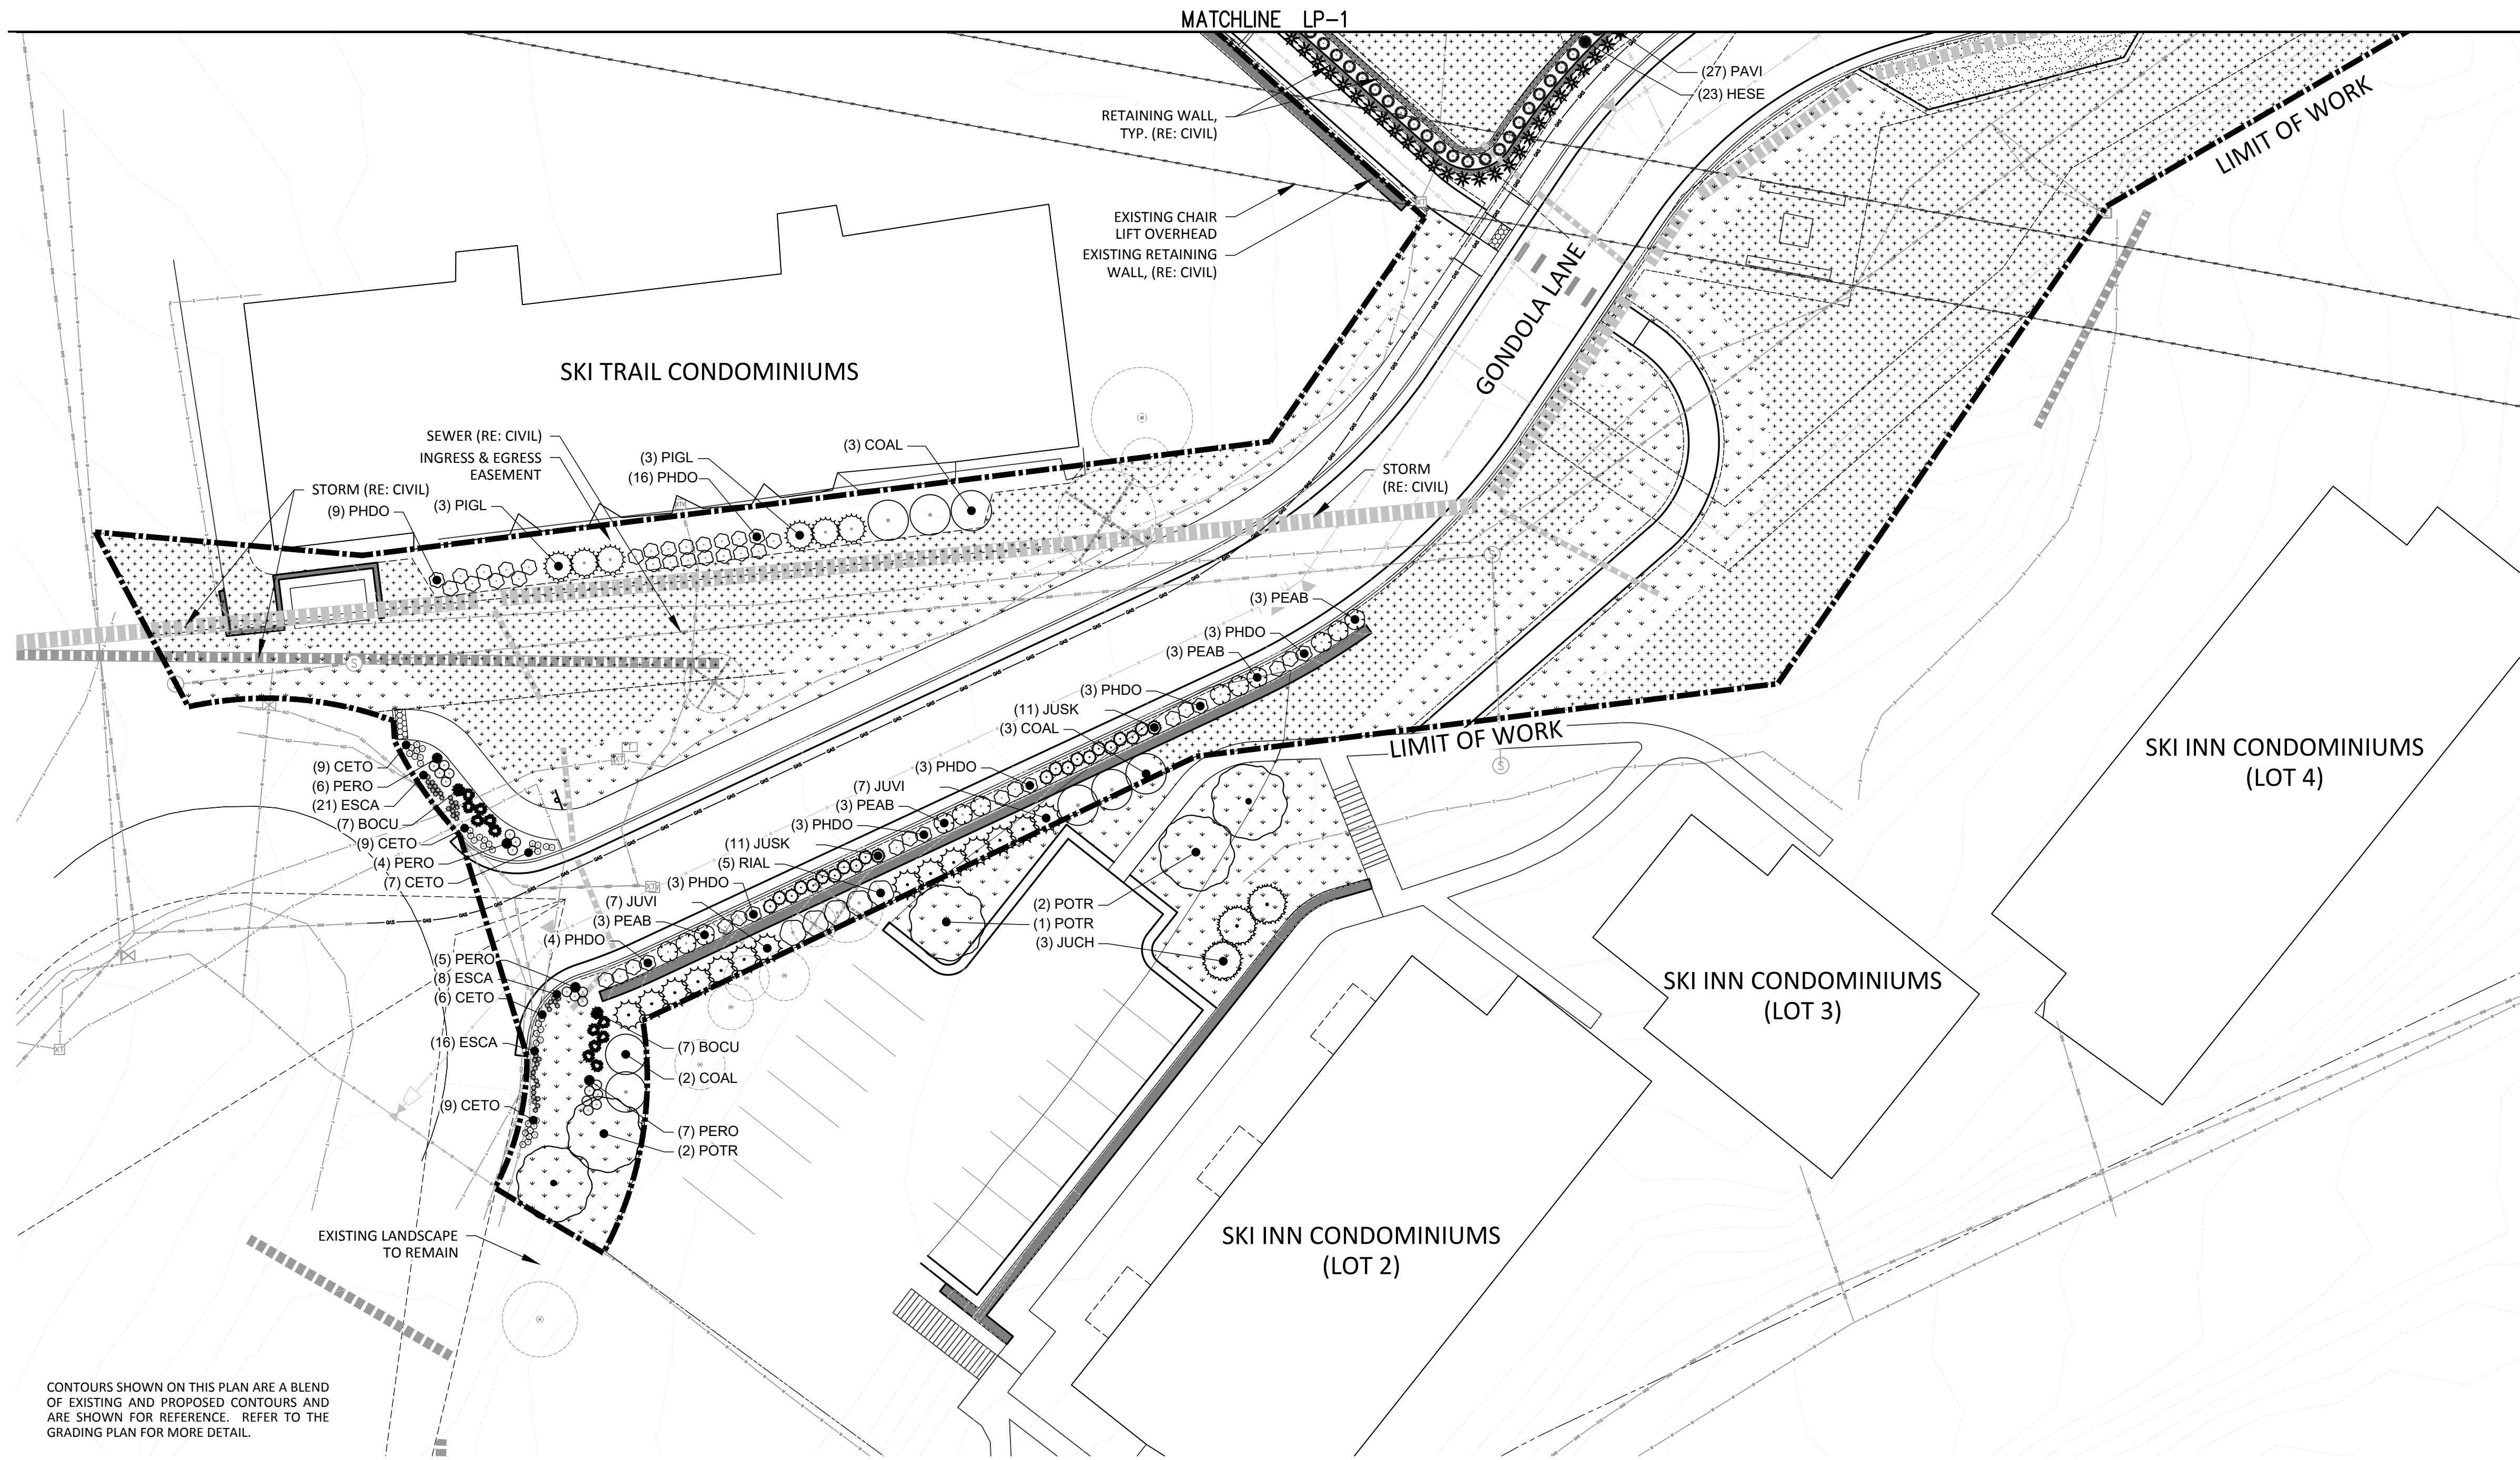 MATCHLINE LP-1
(27) PAVI
(23) HESE
RETAINING WALL,
TYP. (RE: CIVIL)
LIMIT OF WORK
EXISTING CHAIR
LIFT OVERHEAD
EXISTING RETAINING
WALL, (RE: CIVIL)
GONDOLA LANE
SKI TRAIL CONDOMINIUMS
SEWER (RE: CIVIL)
INGRESS & EGRESS
EASEMENT
(3) PIGL
(16) PHDO
(3) COAL
STORM
(RE: CIVIL)
STORM (RE: CIVIL)
(9) PHDO
(3) PIGL
(3) PEAB
(3) PHDO
(3) PEAB
(3) PHDO
(11) JUSK
(3) COAL
LIMIT OF WORK
SKI INN CONDOMINIUMS
(LOT 4)
(9) CETO
(6) PERO
(21) ESCA
(7) BOCU
(9) CETO
(4) PERO
(7) CETO
(3) PHDO
(7) JUVI
(3) PEAB
(3) PHDO
(11) JUSK
(5) RIAL
(3) PHDO
(7) JUVI
(3) PEAB
(4) PHDO
(2) POTR
(1) POTR
(3) JUCH
(5) PERO
(8) ESCA
(6) CETO
(16) ESCA
(9) CETO
SKI INN CONDOMINIUMS
(LOT 3)
(7) BOCU
(2) COAL
(7) PERO
(2) POTR
EXISTING LANDSCAPE
TO REMAIN
SKI INN CONDOMINIUMS
(LOT 2)
CONTOURS SHOWN ON THIS PLAN ARE A BLEND
OF EXISTING AND PROPOSED CONTOURS AND
ARE SHOWN FOR REFERENCE. REFER TO THE
GRADING PLAN FOR MORE DETAIL.